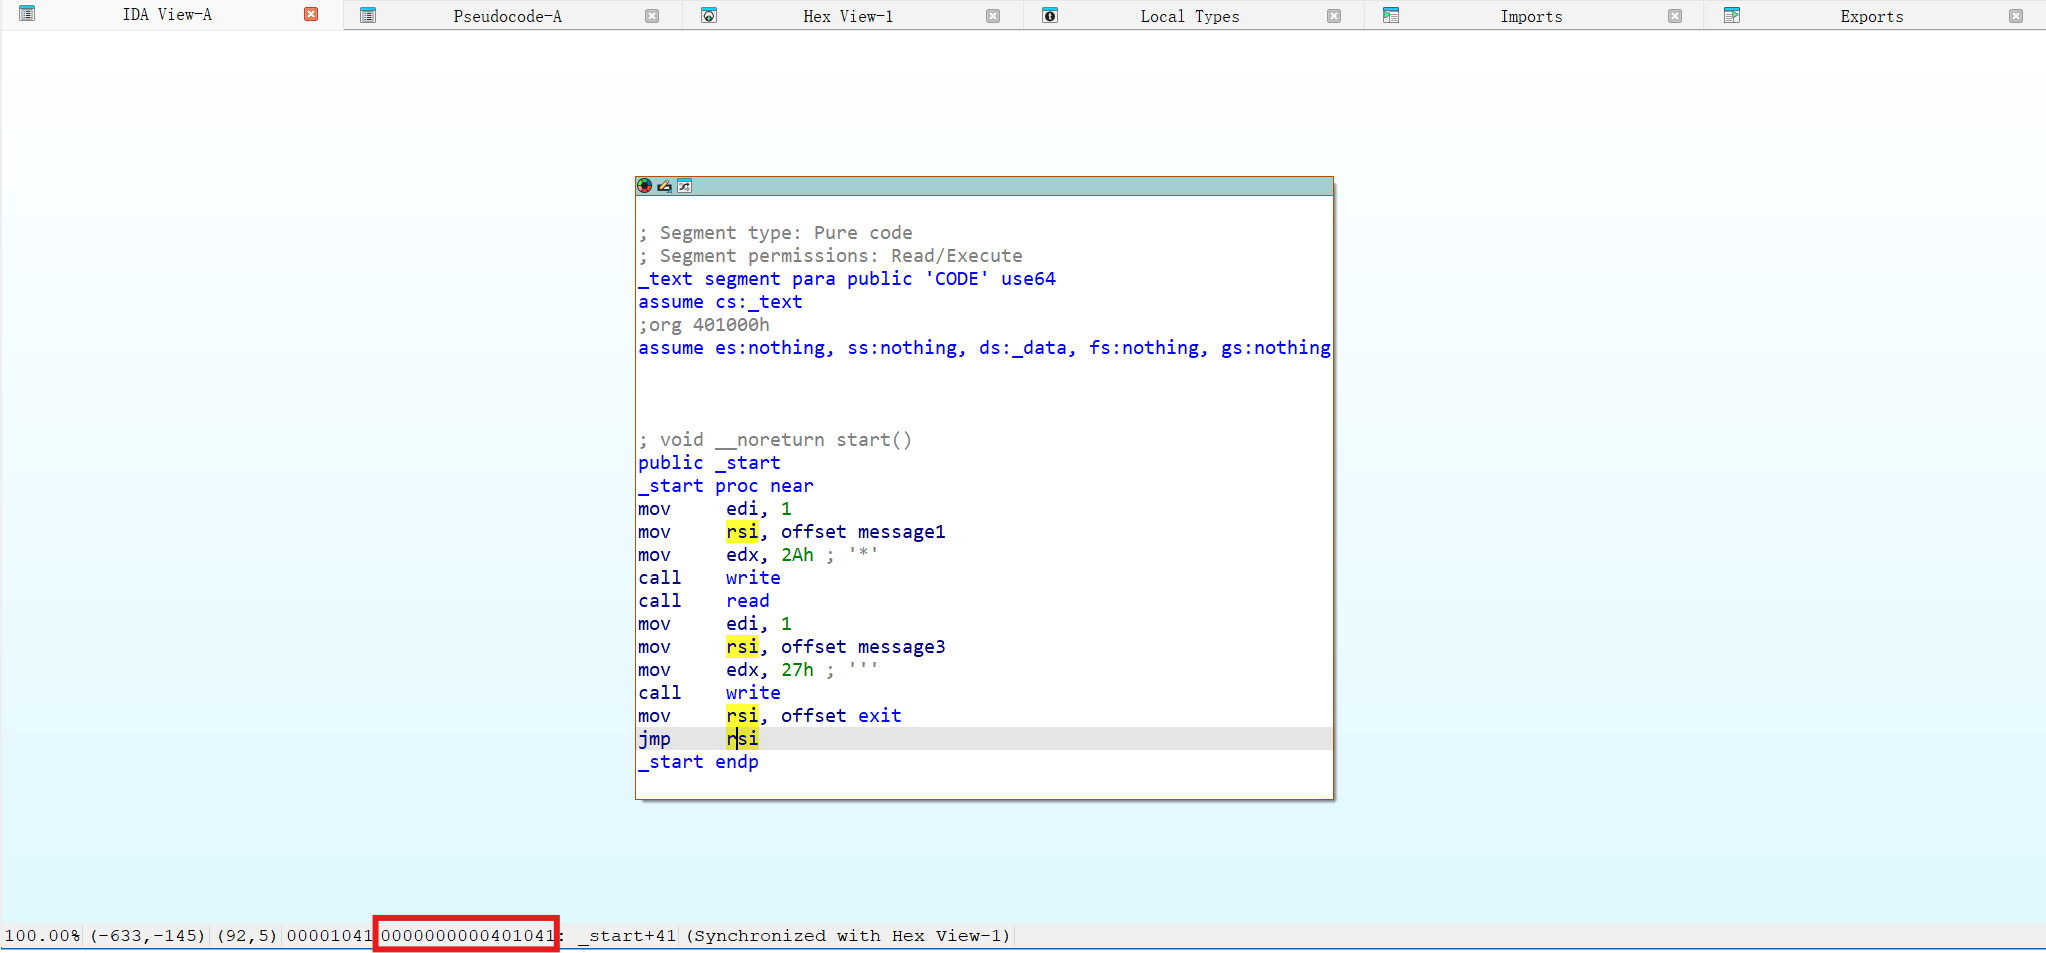 IDA View-A Pseudocode-A Hex View-1 Local Types Imports Exports
; Segment type: Pure code
; Segment permissions: Read/Execute
_text segment para public 'CODE' use64
assume cs:_text
;org 401000h
assume es:nothing, ss:nothing, ds:_data, fs:nothing, gs:nothing
; void __noreturn start()
public _start
_start proc near
mov     edi, 1
mov     rsi, offset message1
mov     edx, 2Ah ; '*'
call    write
call    read
mov     edi, 1
mov     rsi, offset message3
mov     edx, 27h ; '''
call    write
mov     rsi, offset exit
jmp     rsi
_start endp
100.00% (-633,-145) (92,5) 00001041 0000000000401041: _start+41 (Synchronized with Hex View-1)